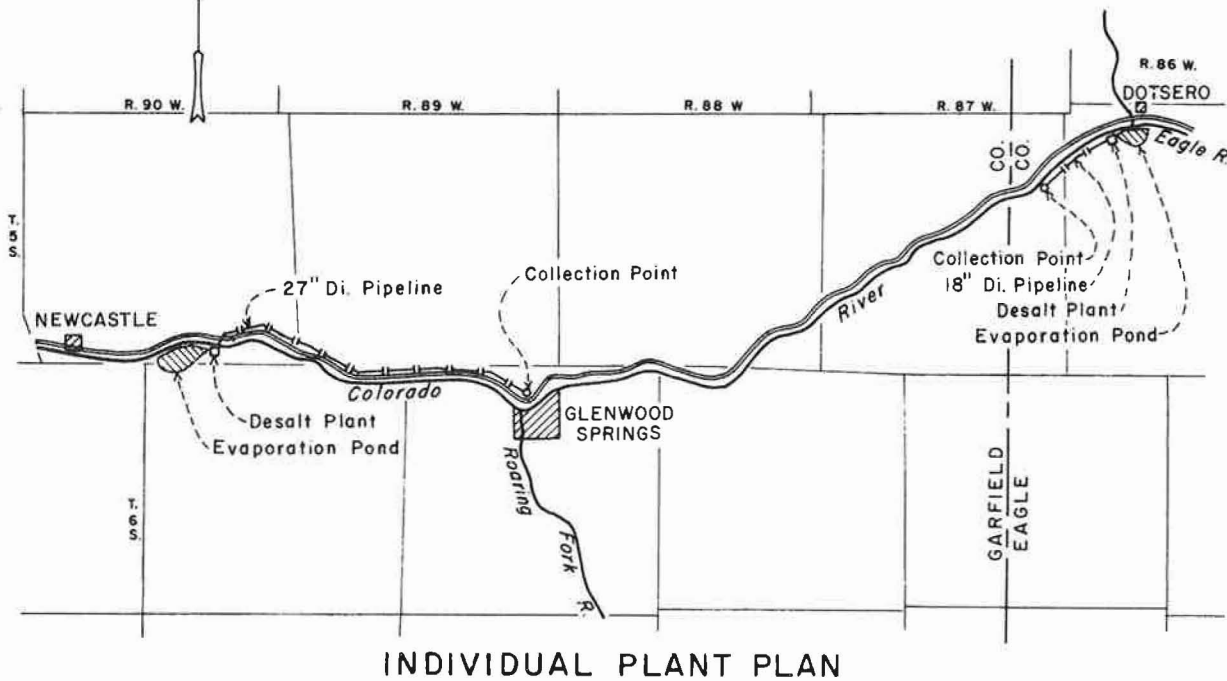 R. 90 W.
R. 89 W.
R. 88 W
R. 87 W.
R. 86 W.
DOTSERO
Eagle R.
CO.
CO.
T.
5
S.
27" Di. Pipeline
Collection Point
Collection Point
18" Di. Pipeline
Desalt Plant
Evaporation Pond
River
NEWCASTLE
Colorado
Desalt Plant
Evaporation Pond
GLENWOOD
SPRINGS
Roaring
Fork
R.
T.
6
S.
GARFIELD
EAGLE
INDIVIDUAL PLANT PLAN